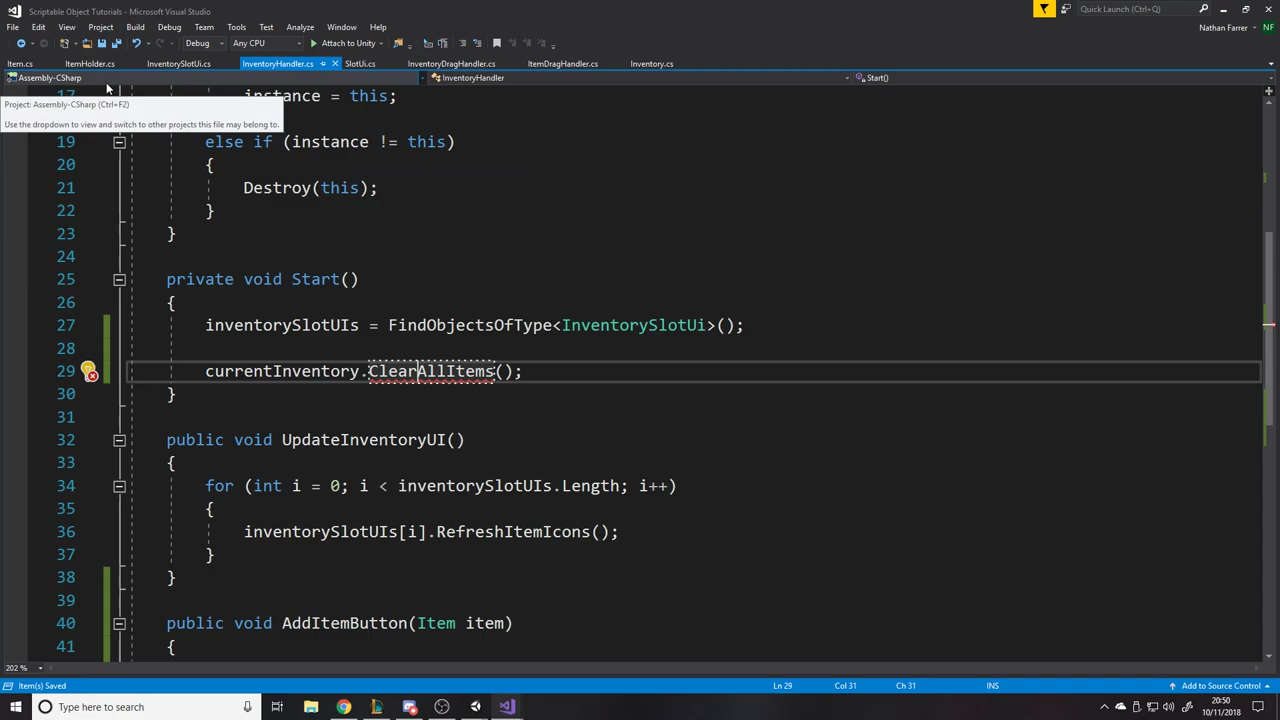 Scriptable Object Tutorials - Microsoft Visual Studio
Quick Launch (Ctrl+Q)
File Edit View Project Build Debug Team Tools Test Analyze Window Help
Nathan Farrer NF
Debug Any CPU Attach to Unity
Item.cs ItemHolder.cs InventorySlotUi.cs InventoryHandler.cs SlotUi.cs InventoryDragHandler.cs ItemDragHandler.cs Inventory.cs
Assembly-CSharp InventoryHandler Start()
17 instance = this;
Project: Assembly-CSharp (Ctrl+F2)
Use the dropdown to view and switch to other projects this file may belong to.
19 else if (instance != this)
20 {
21 Destroy(this);
22 }
23 }
24
25 private void Start()
26 {
27 inventorySlotUIs = FindObjectsOfType<InventorySlotUi>();
28
29 currentInventory.ClearAllItems();
30 }
31
32 public void UpdateInventoryUI()
33 {
34 for (int i = 0; i < inventorySlotUIs.Length; i++)
35 {
36 inventorySlotUIs[i].RefreshItemIcons();
37 }
38 }
39
40 public void AddItemButton(Item item)
41 {
202 %
Item(s) Saved Ln 29 Col 31 Ch 31 INS Add to Source Control
Type here to search
20:50
10/11/2018